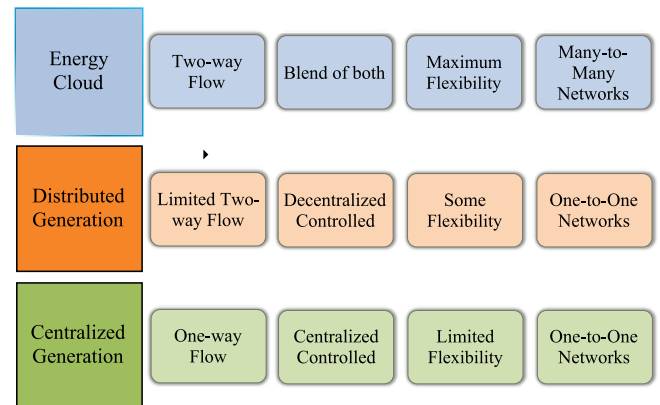 Energy
Cloud
Two-way
Flow
Blend of both
Maximum
Flexibility
Many-to-
Many
Networks
Distributed
Generation
Limited Two-
way Flow
Decentralized
Controlled
Some
Flexibility
One-to-One
Networks
Centralized
Generation
One-way
Flow
Centralized
Controlled
Limited
Flexibility
One-to-One
Networks